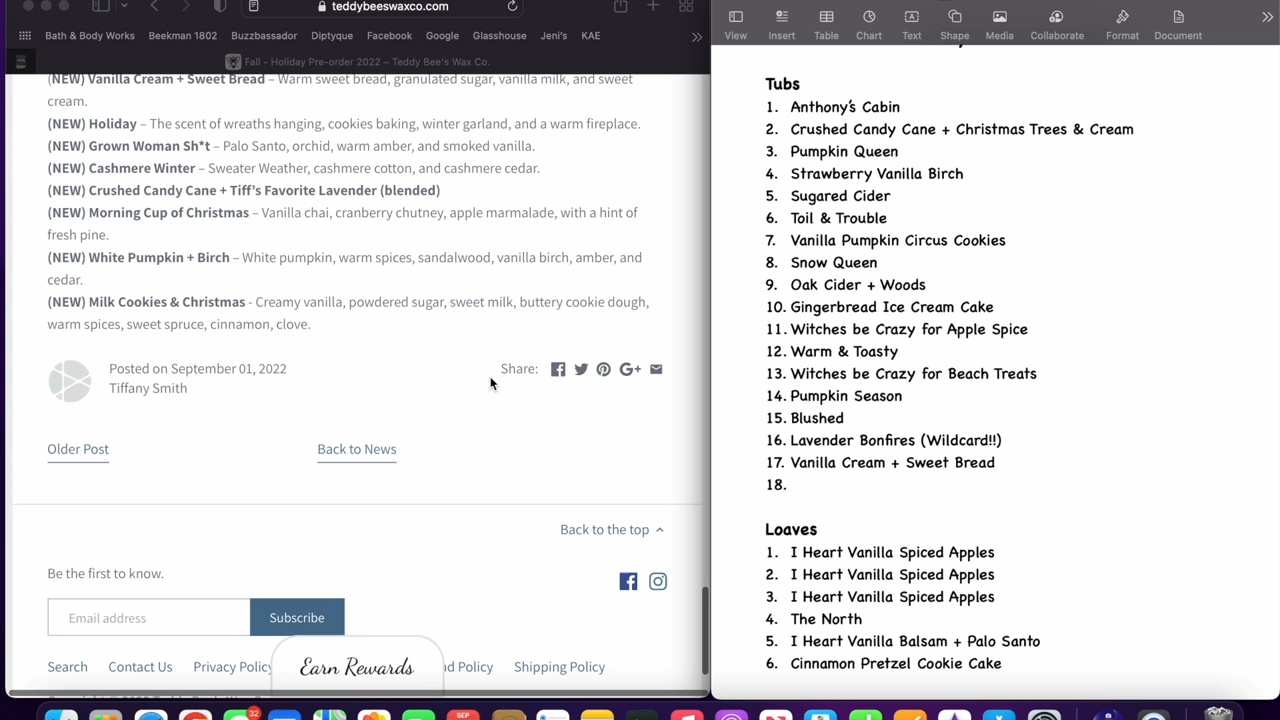 teddybeeswaxco.com
Bath & Body Works Beekman 1802 Buzzbassador Diptyque Facebook Google Glasshouse Jeni's KAE
Fall - Holiday Pre-order 2022 – Teddy Bee's Wax Co.
(NEW) Vanilla Cream + Sweet Bread – Warm sweet bread, granulated sugar, vanilla milk, and sweet
cream.
(NEW) Holiday – The scent of wreaths hanging, cookies baking, winter garland, and a warm fireplace.
(NEW) Grown Woman Sh*t – Palo Santo, orchid, warm amber, and smoked vanilla.
(NEW) Cashmere Winter – Sweater Weather, cashmere cotton, and cashmere cedar.
(NEW) Crushed Candy Cane + Tiff's Favorite Lavender (blended)
(NEW) Morning Cup of Christmas – Vanilla chai, cranberry chutney, apple marmalade, with a hint of
fresh pine.
(NEW) White Pumpkin + Birch – White pumpkin, warm spices, sandalwood, vanilla birch, amber, and
cedar.
(NEW) Milk Cookies & Christmas - Creamy vanilla, powdered sugar, sweet milk, buttery cookie dough,
warm spices, sweet spruce, cinnamon, clove.
Posted on September 01, 2022
Tiffany Smith
Share:
Older Post
Back to News
Back to the top
Be the first to know.
Email address
Subscribe
Search Contact Us Privacy Policy d Policy Shipping Policy
Earn Rewards
View Insert Table Chart Text Shape Media Collaborate Format Document
Tubs
1. Anthony's Cabin
2. Crushed Candy Cane + Christmas Trees & Cream
3. Pumpkin Queen
4. Strawberry Vanilla Birch
5. Sugared Cider
6. Toil & Trouble
7. Vanilla Pumpkin Circus Cookies
8. Snow Queen
9. Oak Cider + Woods
10. Gingerbread Ice Cream Cake
11. Witches be Crazy for Apple Spice
12. Warm & Toasty
13. Witches be Crazy for Beach Treats
14. Pumpkin Season
15. Blushed
16. Lavender Bonfires (Wildcard!!)
17. Vanilla Cream + Sweet Bread
18.
Loaves
1. I Heart Vanilla Spiced Apples
2. I Heart Vanilla Spiced Apples
3. I Heart Vanilla Spiced Apples
4. The North
5. I Heart Vanilla Balsam + Palo Santo
6. Cinnamon Pretzel Cookie Cake
32
SEP